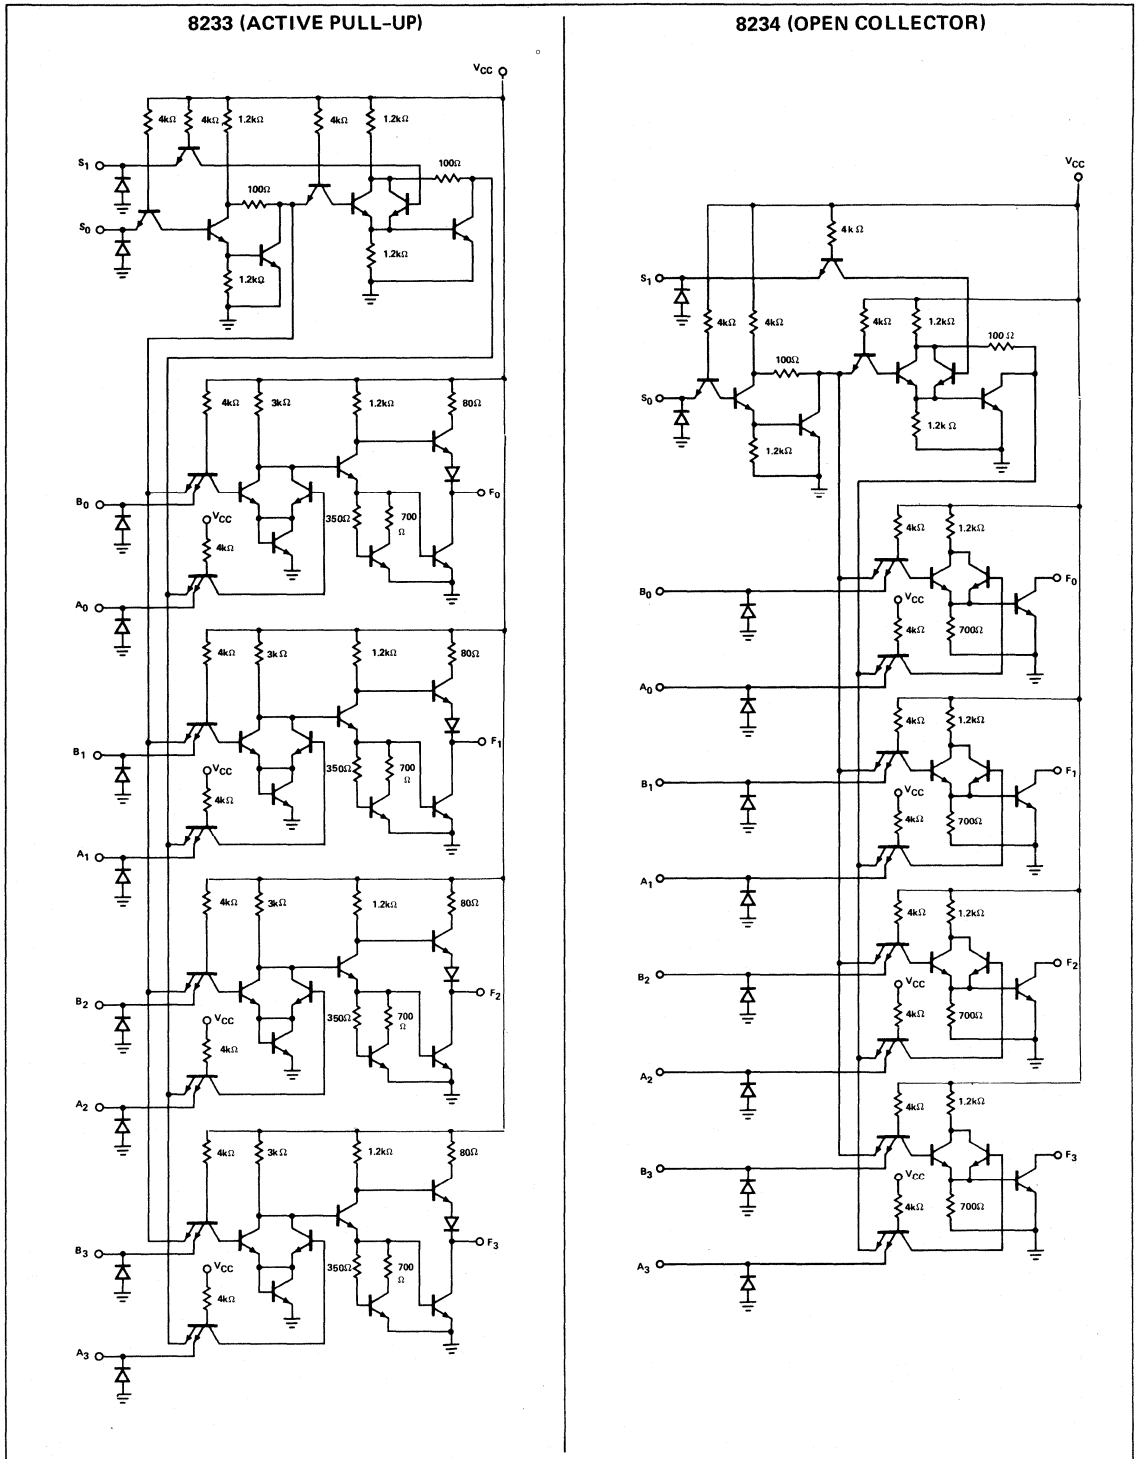 8233 (ACTIVE PULL-UP)
VCC
4kΩ 4kΩ 1.2kΩ 4kΩ 1.2kΩ
S1
100Ω
100Ω
S0
1.2kΩ
1.2kΩ
4kΩ 3kΩ 1.2kΩ 80Ω
B0
F0
VCC
350Ω 700 Ω
4kΩ
A0
4kΩ 3kΩ 1.2kΩ 80Ω
B1
F1
VCC
350Ω 700 Ω
4kΩ
A1
4kΩ 3kΩ 1.2kΩ 80Ω
B2
F2
VCC
350Ω 700 Ω
4kΩ
A2
4kΩ 3kΩ 1.2kΩ 80Ω
B3
F3
VCC
350Ω 700 Ω
4kΩ
A3
8234 (OPEN COLLECTOR)
VCC
4kΩ
S1
4kΩ 4kΩ 4kΩ 1.2kΩ
100Ω
100Ω
S0
1.2kΩ
1.2kΩ
4kΩ 1.2kΩ
B0
F0
VCC
4kΩ 700Ω
A0
4kΩ 1.2kΩ
B1
F1
VCC
4kΩ 700Ω
A1
4kΩ 1.2kΩ
B2
F2
VCC
4kΩ 700Ω
A2
4kΩ 1.2kΩ
B3
F3
VCC
4kΩ 700Ω
A3